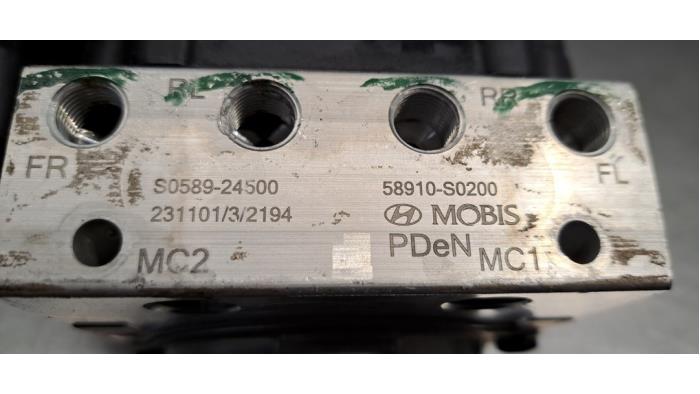 RL RR
FR FL
S0589-24500 58910-S0200
231101/3/2194 MOBIS
MC2 PDeN MC1